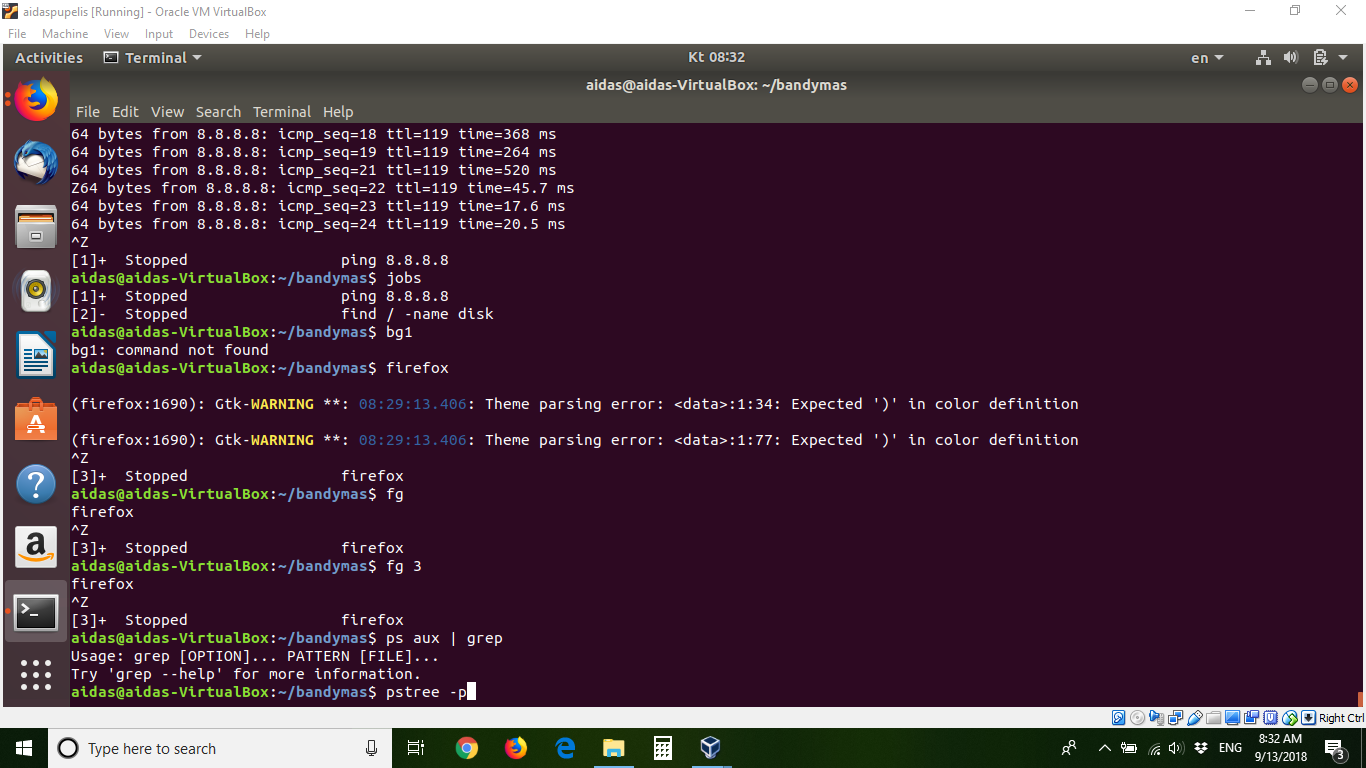 aidaspupelis [Running] - Oracle VM VirtualBox
File Machine View Input Devices Help
Activities Terminal Kt 08:32 en
aidas@aidas-VirtualBox: ~/bandymas
File Edit View Search Terminal Help
64 bytes from 8.8.8.8: icmp_seq=18 ttl=119 time=368 ms
64 bytes from 8.8.8.8: icmp_seq=19 ttl=119 time=264 ms
64 bytes from 8.8.8.8: icmp_seq=21 ttl=119 time=520 ms
Z64 bytes from 8.8.8.8: icmp_seq=22 ttl=119 time=45.7 ms
64 bytes from 8.8.8.8: icmp_seq=23 ttl=119 time=17.6 ms
64 bytes from 8.8.8.8: icmp_seq=24 ttl=119 time=20.5 ms
^Z
[1]+  Stopped                 ping 8.8.8.8
aidas@aidas-VirtualBox:~/bandymas$ jobs
[1]+  Stopped                 ping 8.8.8.8
[2]-  Stopped                 find / -name disk
aidas@aidas-VirtualBox:~/bandymas$ bg1
bg1: command not found
aidas@aidas-VirtualBox:~/bandymas$ firefox
(firefox:1690): Gtk-WARNING **: 08:29:13.406: Theme parsing error: <data>:1:34: Expected ')' in color definition
(firefox:1690): Gtk-WARNING **: 08:29:13.406: Theme parsing error: <data>:1:77: Expected ')' in color definition
^Z
[3]+  Stopped                 firefox
aidas@aidas-VirtualBox:~/bandymas$ fg
firefox
^Z
[3]+  Stopped                 firefox
aidas@aidas-VirtualBox:~/bandymas$ fg 3
firefox
^Z
[3]+  Stopped                 firefox
aidas@aidas-VirtualBox:~/bandymas$ ps aux | grep
Usage: grep [OPTION]... PATTERN [FILE]...
Try 'grep --help' for more information.
aidas@aidas-VirtualBox:~/bandymas$ pstree -p
Right Ctrl
Type here to search
ENG
8:32 AM
9/13/2018
3